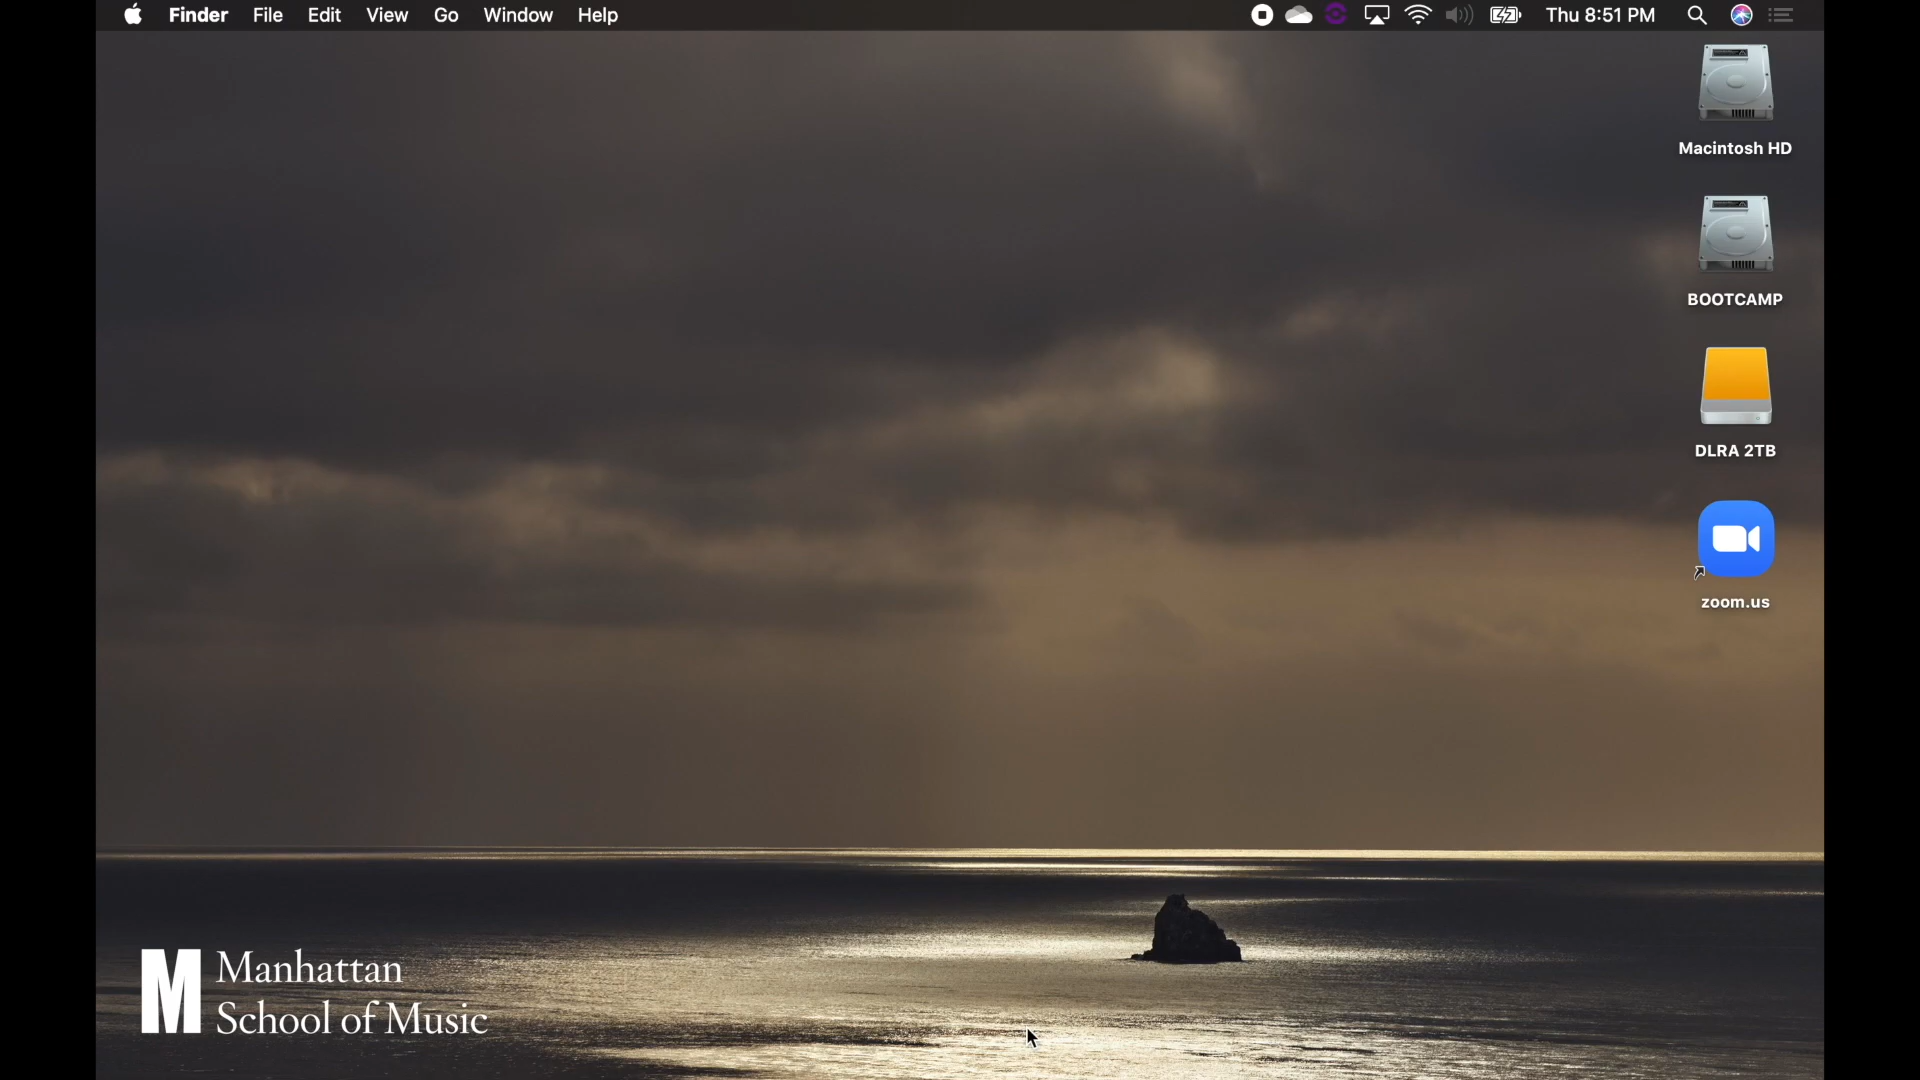 Finder File Edit View Go Window Help Thu 8:51 PM
Macintosh HD
BOOTCAMP
DLRA 2TB
zoom.us
Manhattan
School of Music